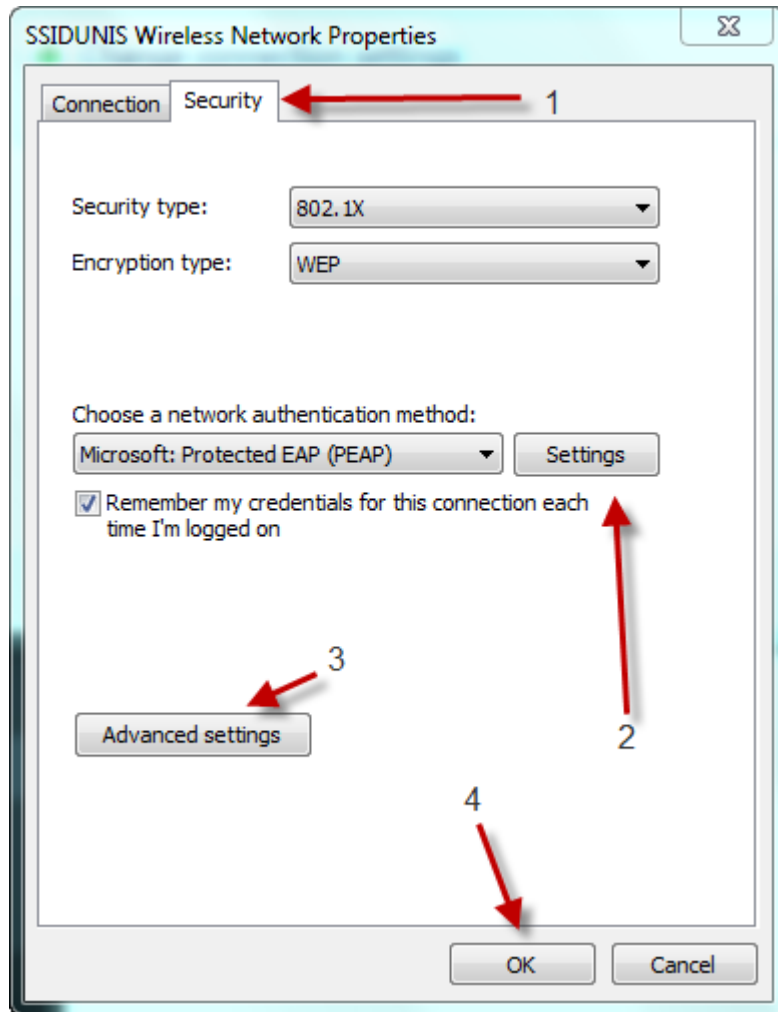 SSIDUNIS Wireless Network Properties
Connection
Security
1
Security type:
802.1X
Encryption type:
WEP
Choose a network authentication method:
Microsoft: Protected EAP (PEAP)
Settings
Remember my credentials for this connection each
time I'm logged on
3
Advanced settings
2
4
OK
Cancel